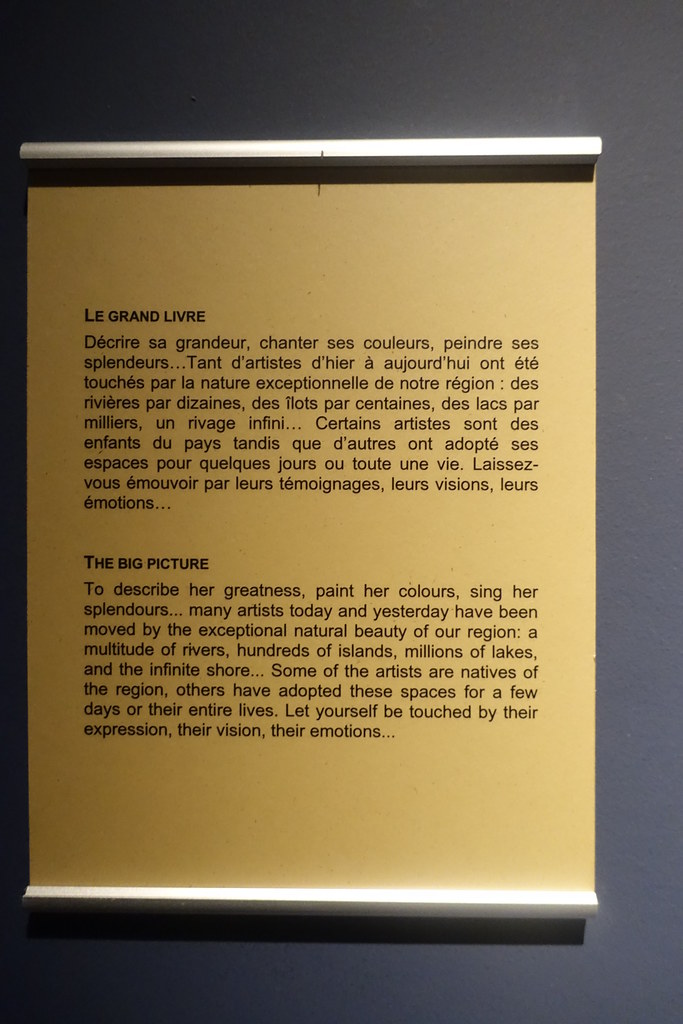 LE GRAND LIVRE
Décrire sa grandeur, chanter ses couleurs, peindre ses
splendeurs…Tant d'artistes d'hier à aujourd'hui ont été
touchés par la nature exceptionnelle de notre région : des
rivières par dizaines, des îlots par centaines, des lacs par
milliers, un rivage infini… Certains artistes sont des
enfants du pays tandis que d'autres ont adopté ses
espaces pour quelques jours ou toute une vie. Laissez-
vous émouvoir par leurs témoignages, leurs visions, leurs
émotions…
THE BIG PICTURE
To describe her greatness, paint her colours, sing her
splendours... many artists today and yesterday have been
moved by the exceptional natural beauty of our region: a
multitude of rivers, hundreds of islands, millions of lakes,
and the infinite shore... Some of the artists are natives of
the region, others have adopted these spaces for a few
days or their entire lives. Let yourself be touched by their
expression, their vision, their emotions...